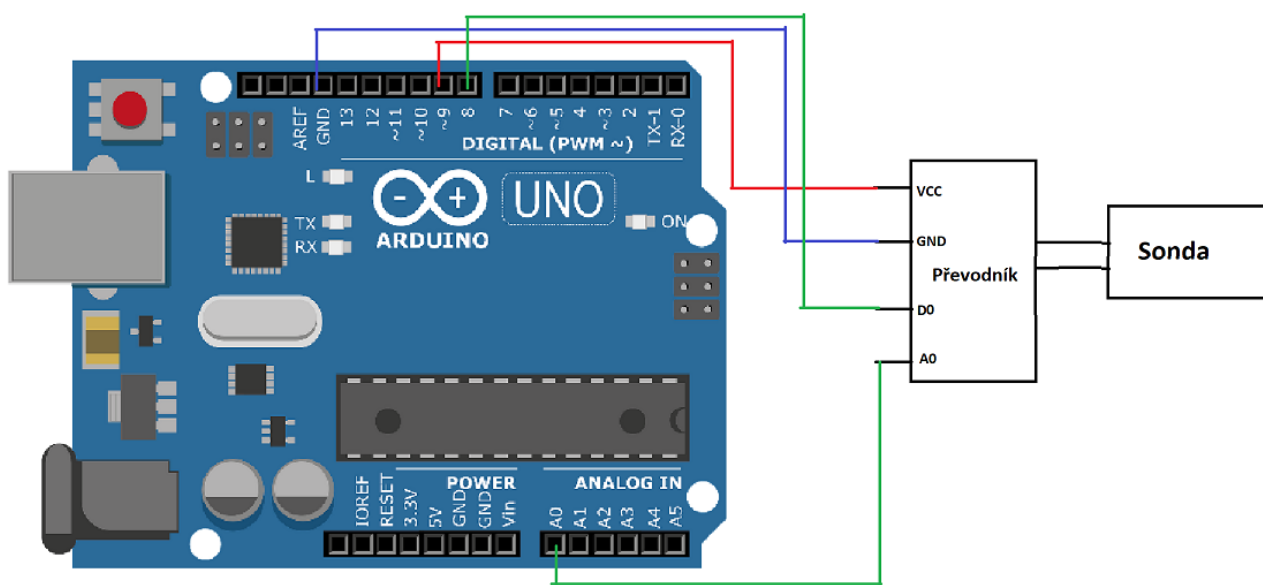 AREF
GND
13
12
~11
~10
~9
8
7
~6
~5
4
~3
2
TX-1
RX-0
DIGITAL (PWM ~)
L
TX
RX
- +
UNO
ARDUINO
ON
VCC
GND
D0
A0
Převodník
Sonda
POWER
ANALOG IN
IOREF
RESET
3.3V
5V
GND
GND
Vin
A0
A1
A2
A3
A4
A5